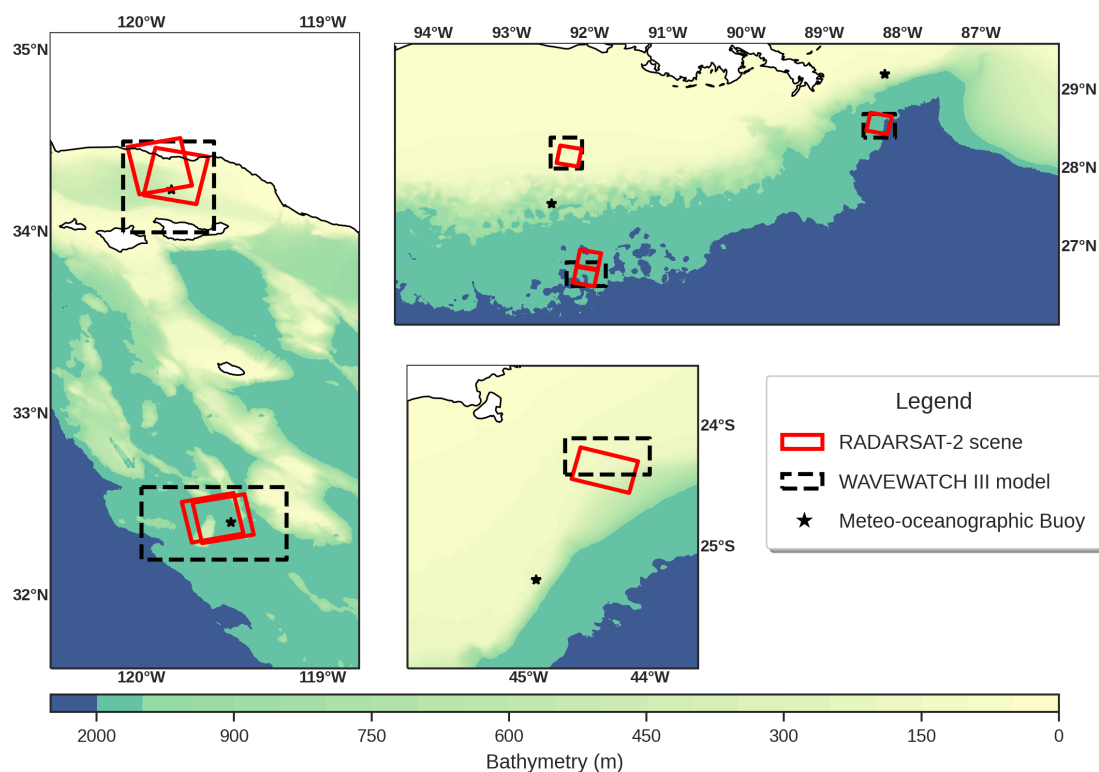 120°W 119°W
35°N
34°N
33°N
32°N
120°W 119°W
94°W 93°W 92°W 91°W 90°W 89°W 88°W 87°W
29°N
28°N
27°N
24°S
25°S
45°W 44°W
Legend
RADARSAT-2 scene
WAVEWATCH III model
Meteo-oceanographic Buoy
2000 900 750 600 450 300 150 0
Bathymetry (m)